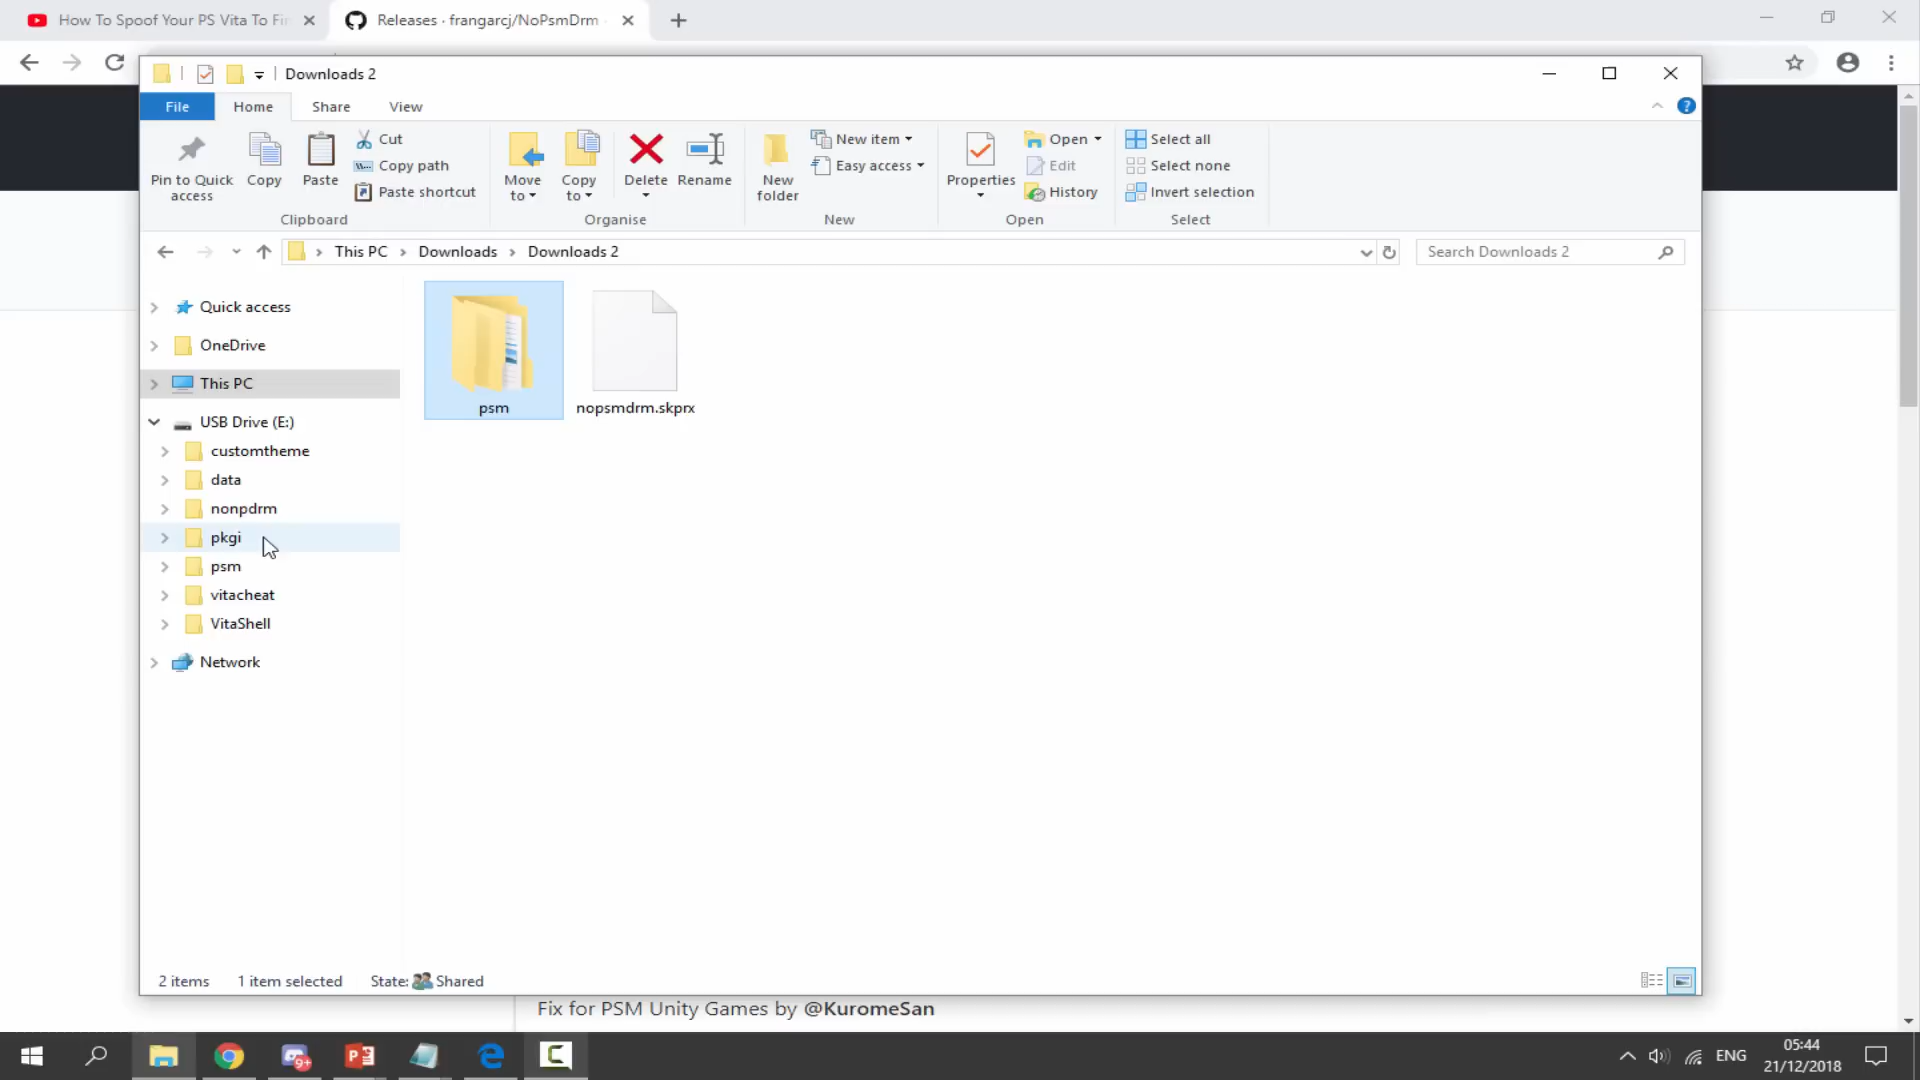 How To Spoof Your PS Vita To Fi
Releases · frangarcj/NoPsmDrm
Downloads 2
File
Home
Share
View
Pin to Quick access
Copy
Paste
Cut
Copy path
Paste shortcut
Clipboard
Move to
Copy to
Delete
Rename
Organise
New folder
New item
Easy access
New
Properties
Open
Edit
History
Open
Select all
Select none
Invert selection
Select
This PC
Downloads
Downloads 2
Search Downloads 2
Quick access
OneDrive
This PC
USB Drive (E:)
customtheme
data
nonpdrm
pkgi
psm
vitacheat
VitaShell
Network
psm
nopsmdrm.skprx
2 items
1 item selected
State:
Shared
Fix for PSM Unity Games by @KuromeSan
9+
ENG
05:44
21/12/2018